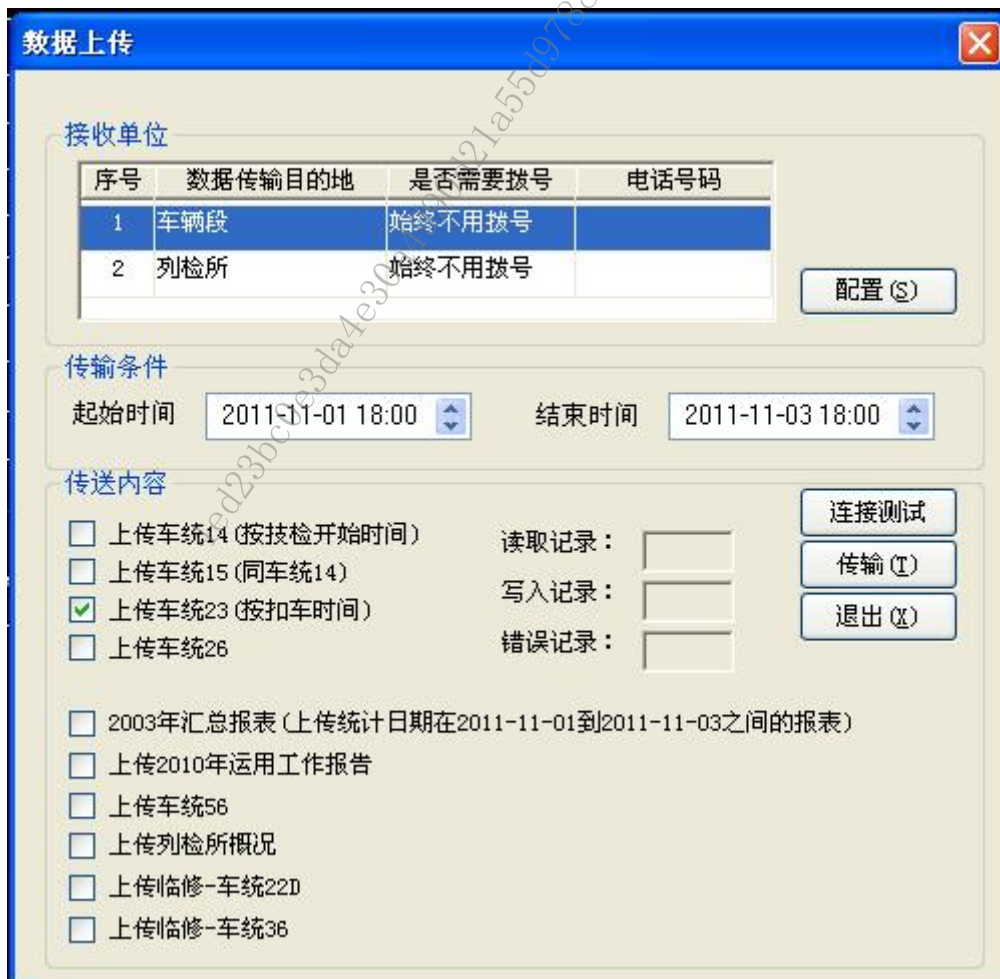 数据上传
接收单位
序号 数据传输目的地 是否需要拨号 电话号码
1 车辆段 始终不用拨号
2 列检所 始终不用拨号
配置(S)
传输条件
起始时间 2011-11-01 18:00 结束时间 2011-11-03 18:00
传送内容
上传车统14(按技检开始时间) 读取记录： 连接测试
上传车统15(同车统14) 传输(T)
上传车统23(按扣车时间) 写入记录： 退出(X)
上传车统26 错误记录：
2003年汇总报表(上传统计日期在2011-11-01到2011-11-03之间的报表)
上传2010年运用工作报告
上传车统56
上传列检所概况
上传临修-车统22D
上传临修-车统36